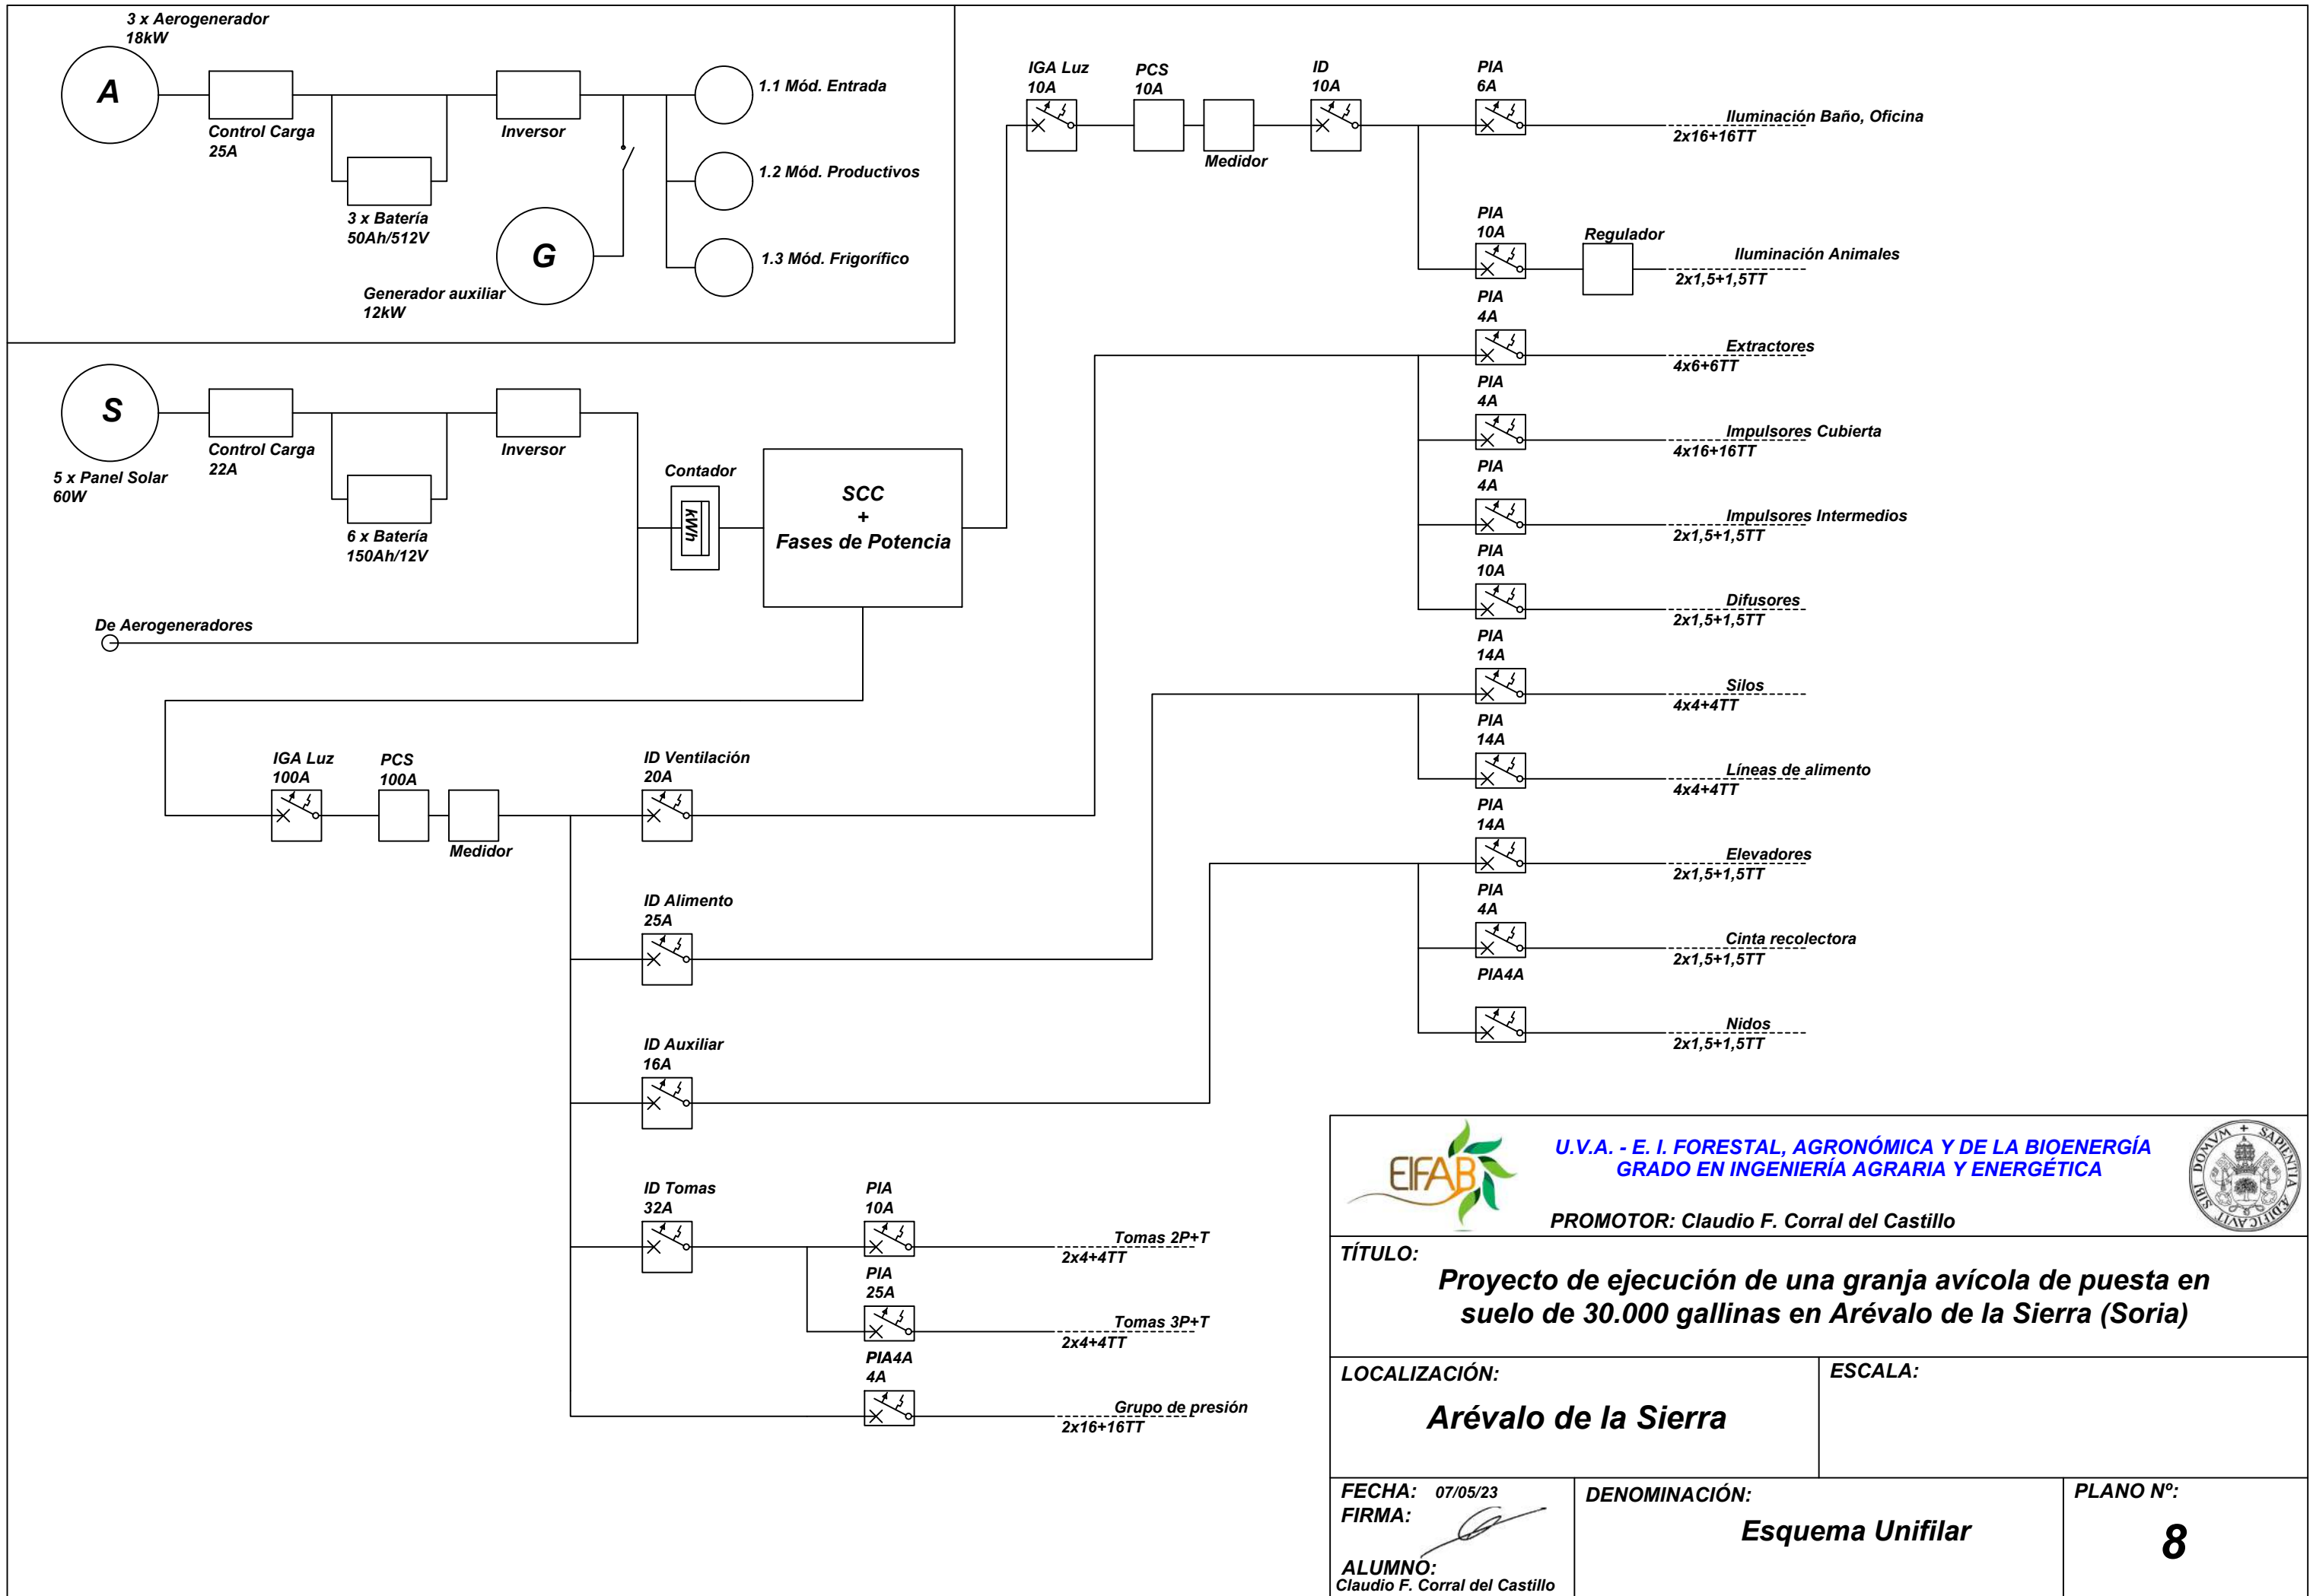 3 x Aerogenerador
18kW
A
Control Carga
25A
Inversor
3 x Batería
50Ah/512V
G
Generador auxiliar
12kW
1.1 Mód. Entrada
1.2 Mód. Productivos
1.3 Mód. Frigorífico
S
5 x Panel Solar
60W
Control Carga
22A
Inversor
6 x Batería
150Ah/12V
De Aerogeneradores
Contador
kWh
SCC
+
Fases de Potencia
IGA Luz
10A
PCS
10A
Medidor
ID
10A
PIA
6A
Iluminación Baño, Oficina
2x16+16TT
PIA
10A
Regulador
Iluminación Animales
2x1,5+1,5TT
PIA
4A
Extractores
4x6+6TT
PIA
4A
Impulsores Cubierta
4x16+16TT
PIA
4A
Impulsores Intermedios
2x1,5+1,5TT
PIA
10A
Difusores
2x1,5+1,5TT
PIA
14A
Silos
4x4+4TT
PIA
14A
Líneas de alimento
4x4+4TT
PIA
14A
Elevadores
2x1,5+1,5TT
PIA
4A
Cinta recolectora
2x1,5+1,5TT
PIA4A
Nidos
2x1,5+1,5TT
IGA Luz
100A
PCS
100A
Medidor
ID Ventilación
20A
ID Alimento
25A
ID Auxiliar
16A
ID Tomas
32A
PIA
10A
Tomas 2P+T
2x4+4TT
PIA
25A
Tomas 3P+T
2x4+4TT
PIA4A
4A
Grupo de presión
2x16+16TT
EIFAB
U.V.A. - E. I. FORESTAL, AGRONÓMICA Y DE LA BIOENERGÍA
GRADO EN INGENIERÍA AGRARIA Y ENERGÉTICA
PROMOTOR: Claudio F. Corral del Castillo
SAPIENTIA ÆDIFICAVIT SIBI DOMVM +
TÍTULO:
Proyecto de ejecución de una granja avícola de puesta en
suelo de 30.000 gallinas en Arévalo de la Sierra (Soria)
LOCALIZACIÓN:
Arévalo de la Sierra
ESCALA:
FECHA: 07/05/23
FIRMA:
ALUMNO:
Claudio F. Corral del Castillo
DENOMINACIÓN:
Esquema Unifilar
PLANO Nº:
8